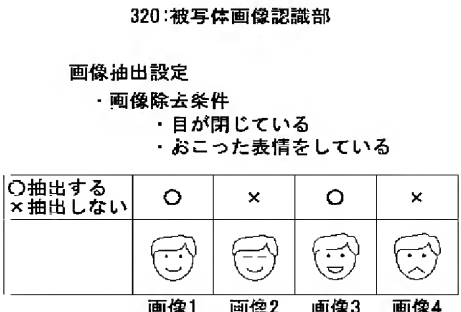 320:被写体画像認識部
画像抽出設定
・画像除去条件
・目が閉じている
・おこった表情をしている
○抽出する
×抽出しない
○ × ○ ×
画像1 画像2 画像3 画像4